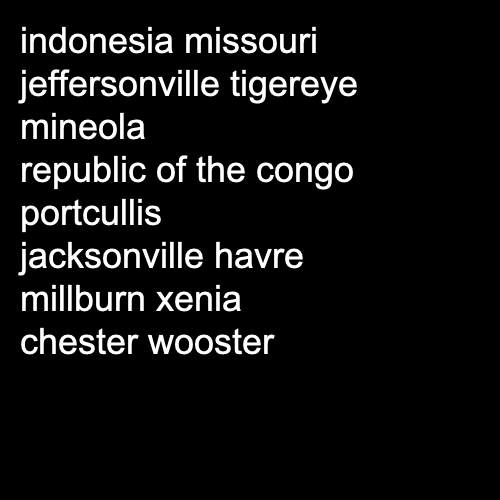 indonesia missouri
jeffersonville tigereye
mineola
republic of the congo
portcullis
jacksonville havre
millburn xenia
chester wooster